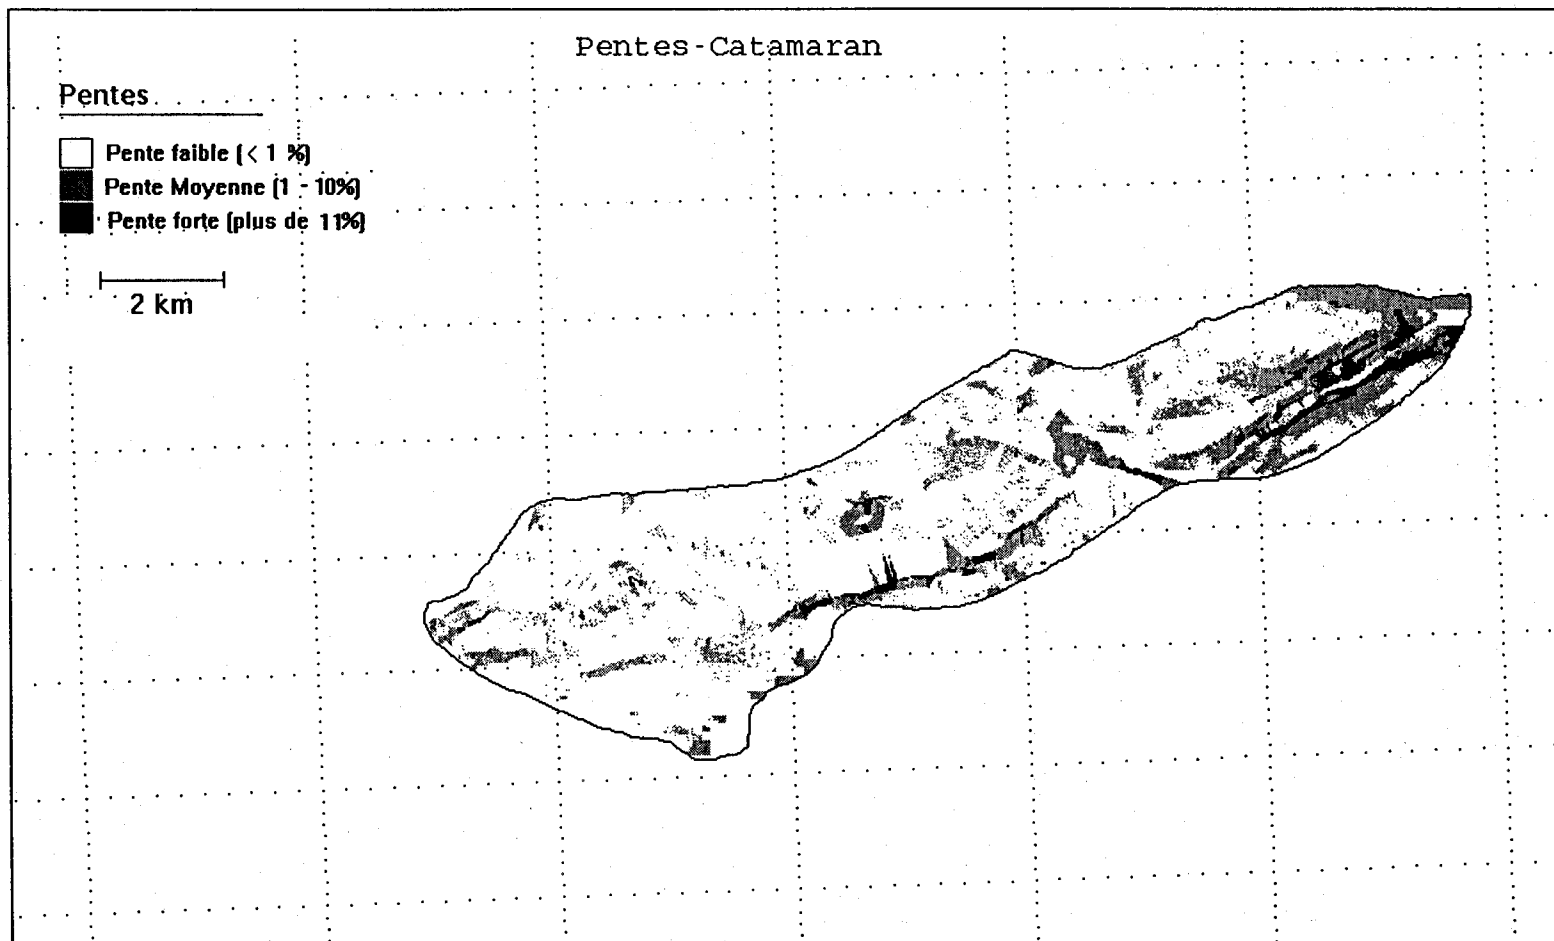 Pentes-Catamaran
Pentes
Pente faible (< 1 %)
Pente Moyenne (1 - 10%)
Pente forte (plus de 11%)
2 km